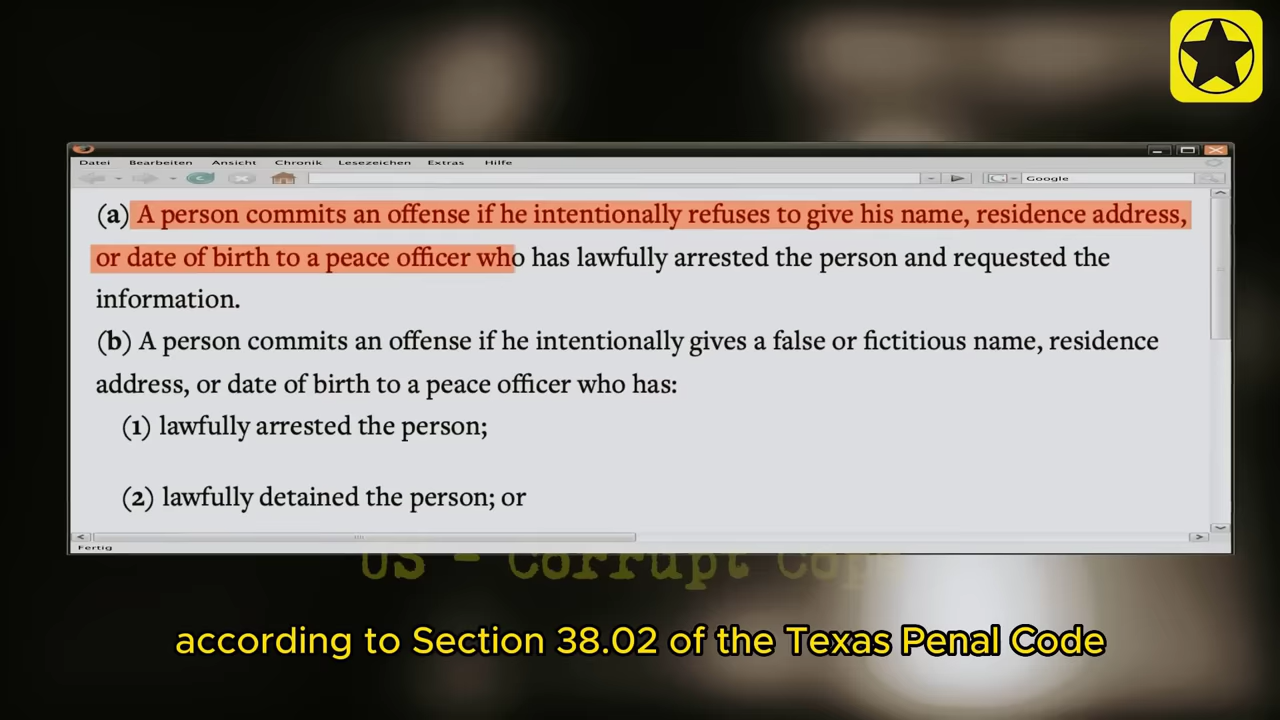 Datei Bearbeiten Ansicht Chronik Lesezeichen Extras Hilfe
Google
(a) A person commits an offense if he intentionally refuses to give his name, residence address,
or date of birth to a peace officer who has lawfully arrested the person and requested the
information.
(b) A person commits an offense if he intentionally gives a false or fictitious name, residence
address, or date of birth to a peace officer who has:
(1) lawfully arrested the person;
(2) lawfully detained the person; or
Fertig
US - Corrupt Cops
according to Section 38.02 of the Texas Penal Code